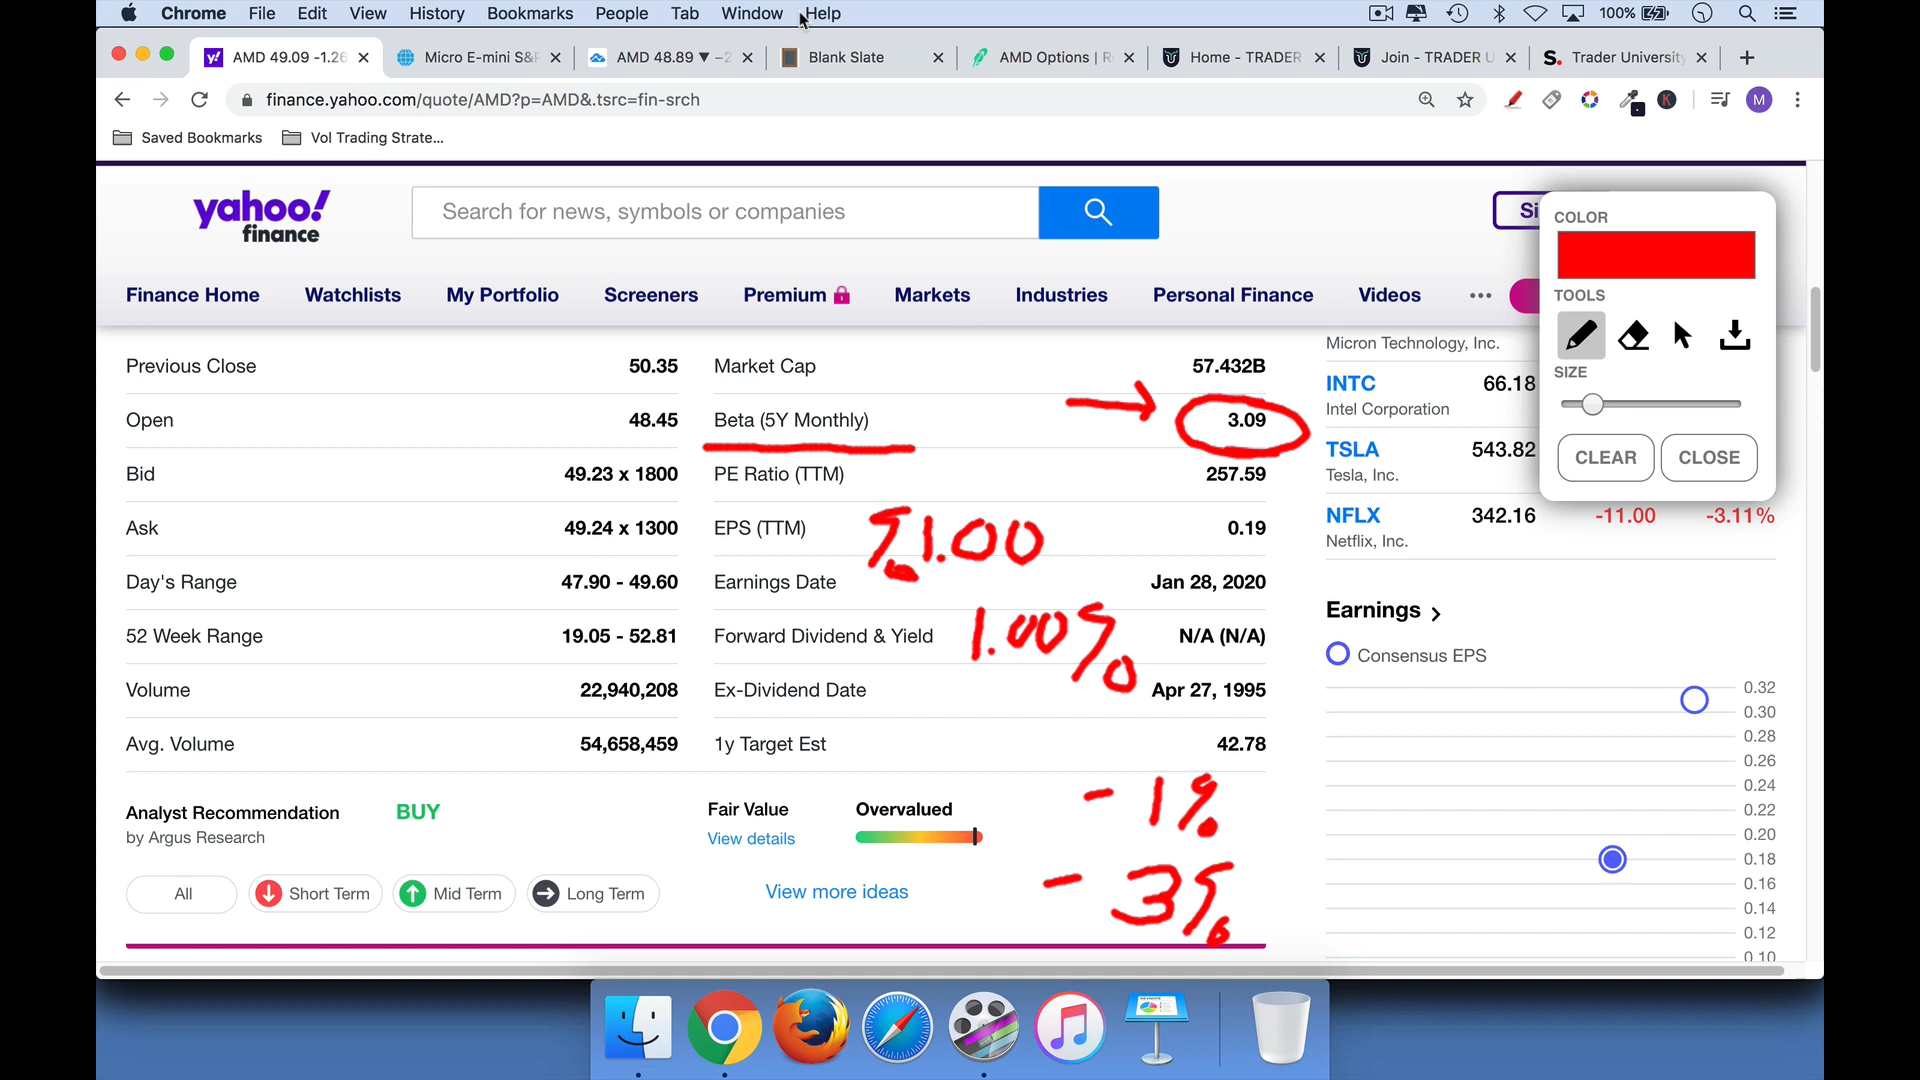 Chrome File Edit View History Bookmarks People Tab Window Help 100%
AMD 49.09 -1.26 Micro E-mini S&P AMD 48.89 ▼ -2 Blank Slate AMD Options | R Home - TRADER Join - TRADER U S. Trader University
finance.yahoo.com/quote/AMD?p=AMD&.tsrc=fin-srch K M
Saved Bookmarks Vol Trading Strate...
yahoo! finance
Search for news, symbols or companies
Si
Finance Home Watchlists My Portfolio Screeners Premium Markets Industries Personal Finance Videos •••
COLOR
TOOLS
SIZE
CLEAR CLOSE
Previous Close 50.35
Open 48.45
Bid 49.23 x 1800
Ask 49.24 x 1300
Day's Range 47.90 - 49.60
52 Week Range 19.05 - 52.81
Volume 22,940,208
Avg. Volume 54,658,459
Market Cap 57.432B
Beta (5Y Monthly) 3.09
PE Ratio (TTM) 257.59
EPS (TTM) 0.19
Earnings Date Jan 28, 2020
Forward Dividend & Yield N/A (N/A)
Ex-Dividend Date Apr 27, 1995
1y Target Est 42.78
1.00
1.00%
-1%
-3%
Analyst Recommendation BUY
by Argus Research
Fair Value Overvalued
View details
All Short Term Mid Term Long Term
View more ideas
Micron Technology, Inc.
INTC 66.18
Intel Corporation
TSLA 543.82
Tesla, Inc.
NFLX 342.16 -11.00 -3.11%
Netflix, Inc.
Earnings
Consensus EPS
0.32
0.30
0.28
0.26
0.24
0.22
0.20
0.18
0.16
0.14
0.12
0.10
KEYNOTE